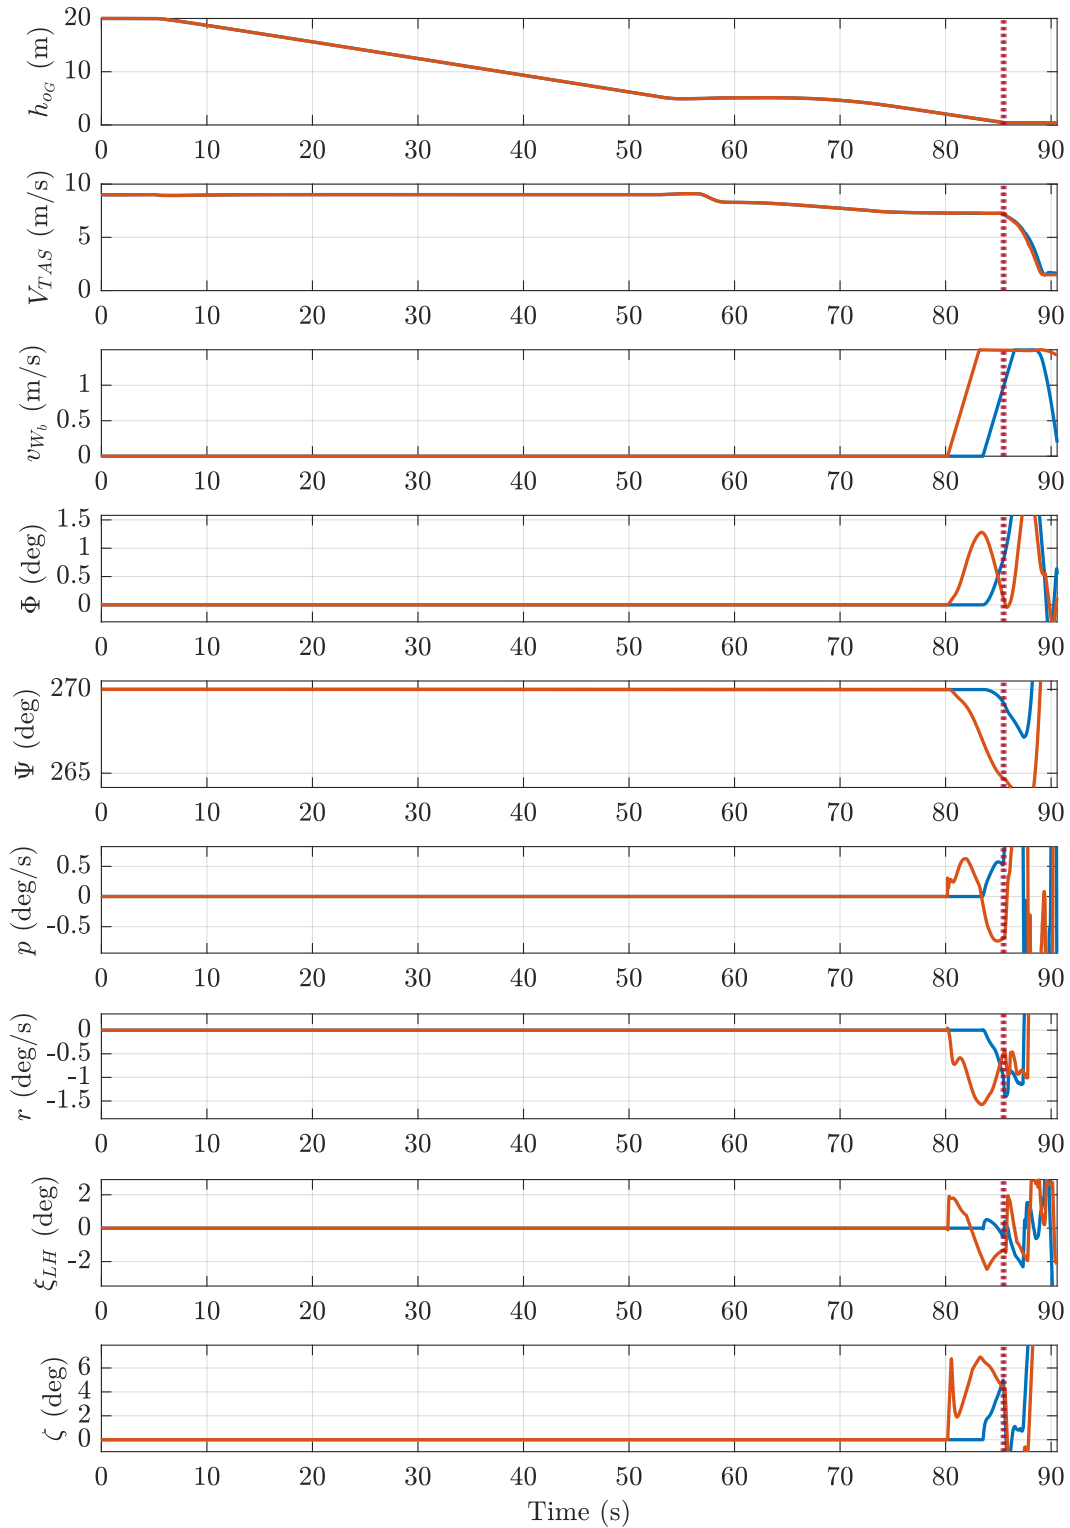 20
10
0
h_{o_G} (m)
0 10 20 30 40 50 60 70 80 90
10
5
0
V_{TAS} (m/s)
0 10 20 30 40 50 60 70 80 90
1
0.5
0
v_{W_b} (m/s)
0 10 20 30 40 50 60 70 80 90
1.5
1
0.5
0
Φ (deg)
0 10 20 30 40 50 60 70 80 90
270
265
Ψ (deg)
0 10 20 30 40 50 60 70 80 90
0.5
0
-0.5
p (deg/s)
0 10 20 30 40 50 60 70 80 90
0
-0.5
-1
-1.5
r (deg/s)
0 10 20 30 40 50 60 70 80 90
2
0
-2
ξ_{LH} (deg)
0 10 20 30 40 50 60 70 80 90
6
4
2
0
ζ (deg)
0 10 20 30 40 50 60 70 80 90
Time (s)